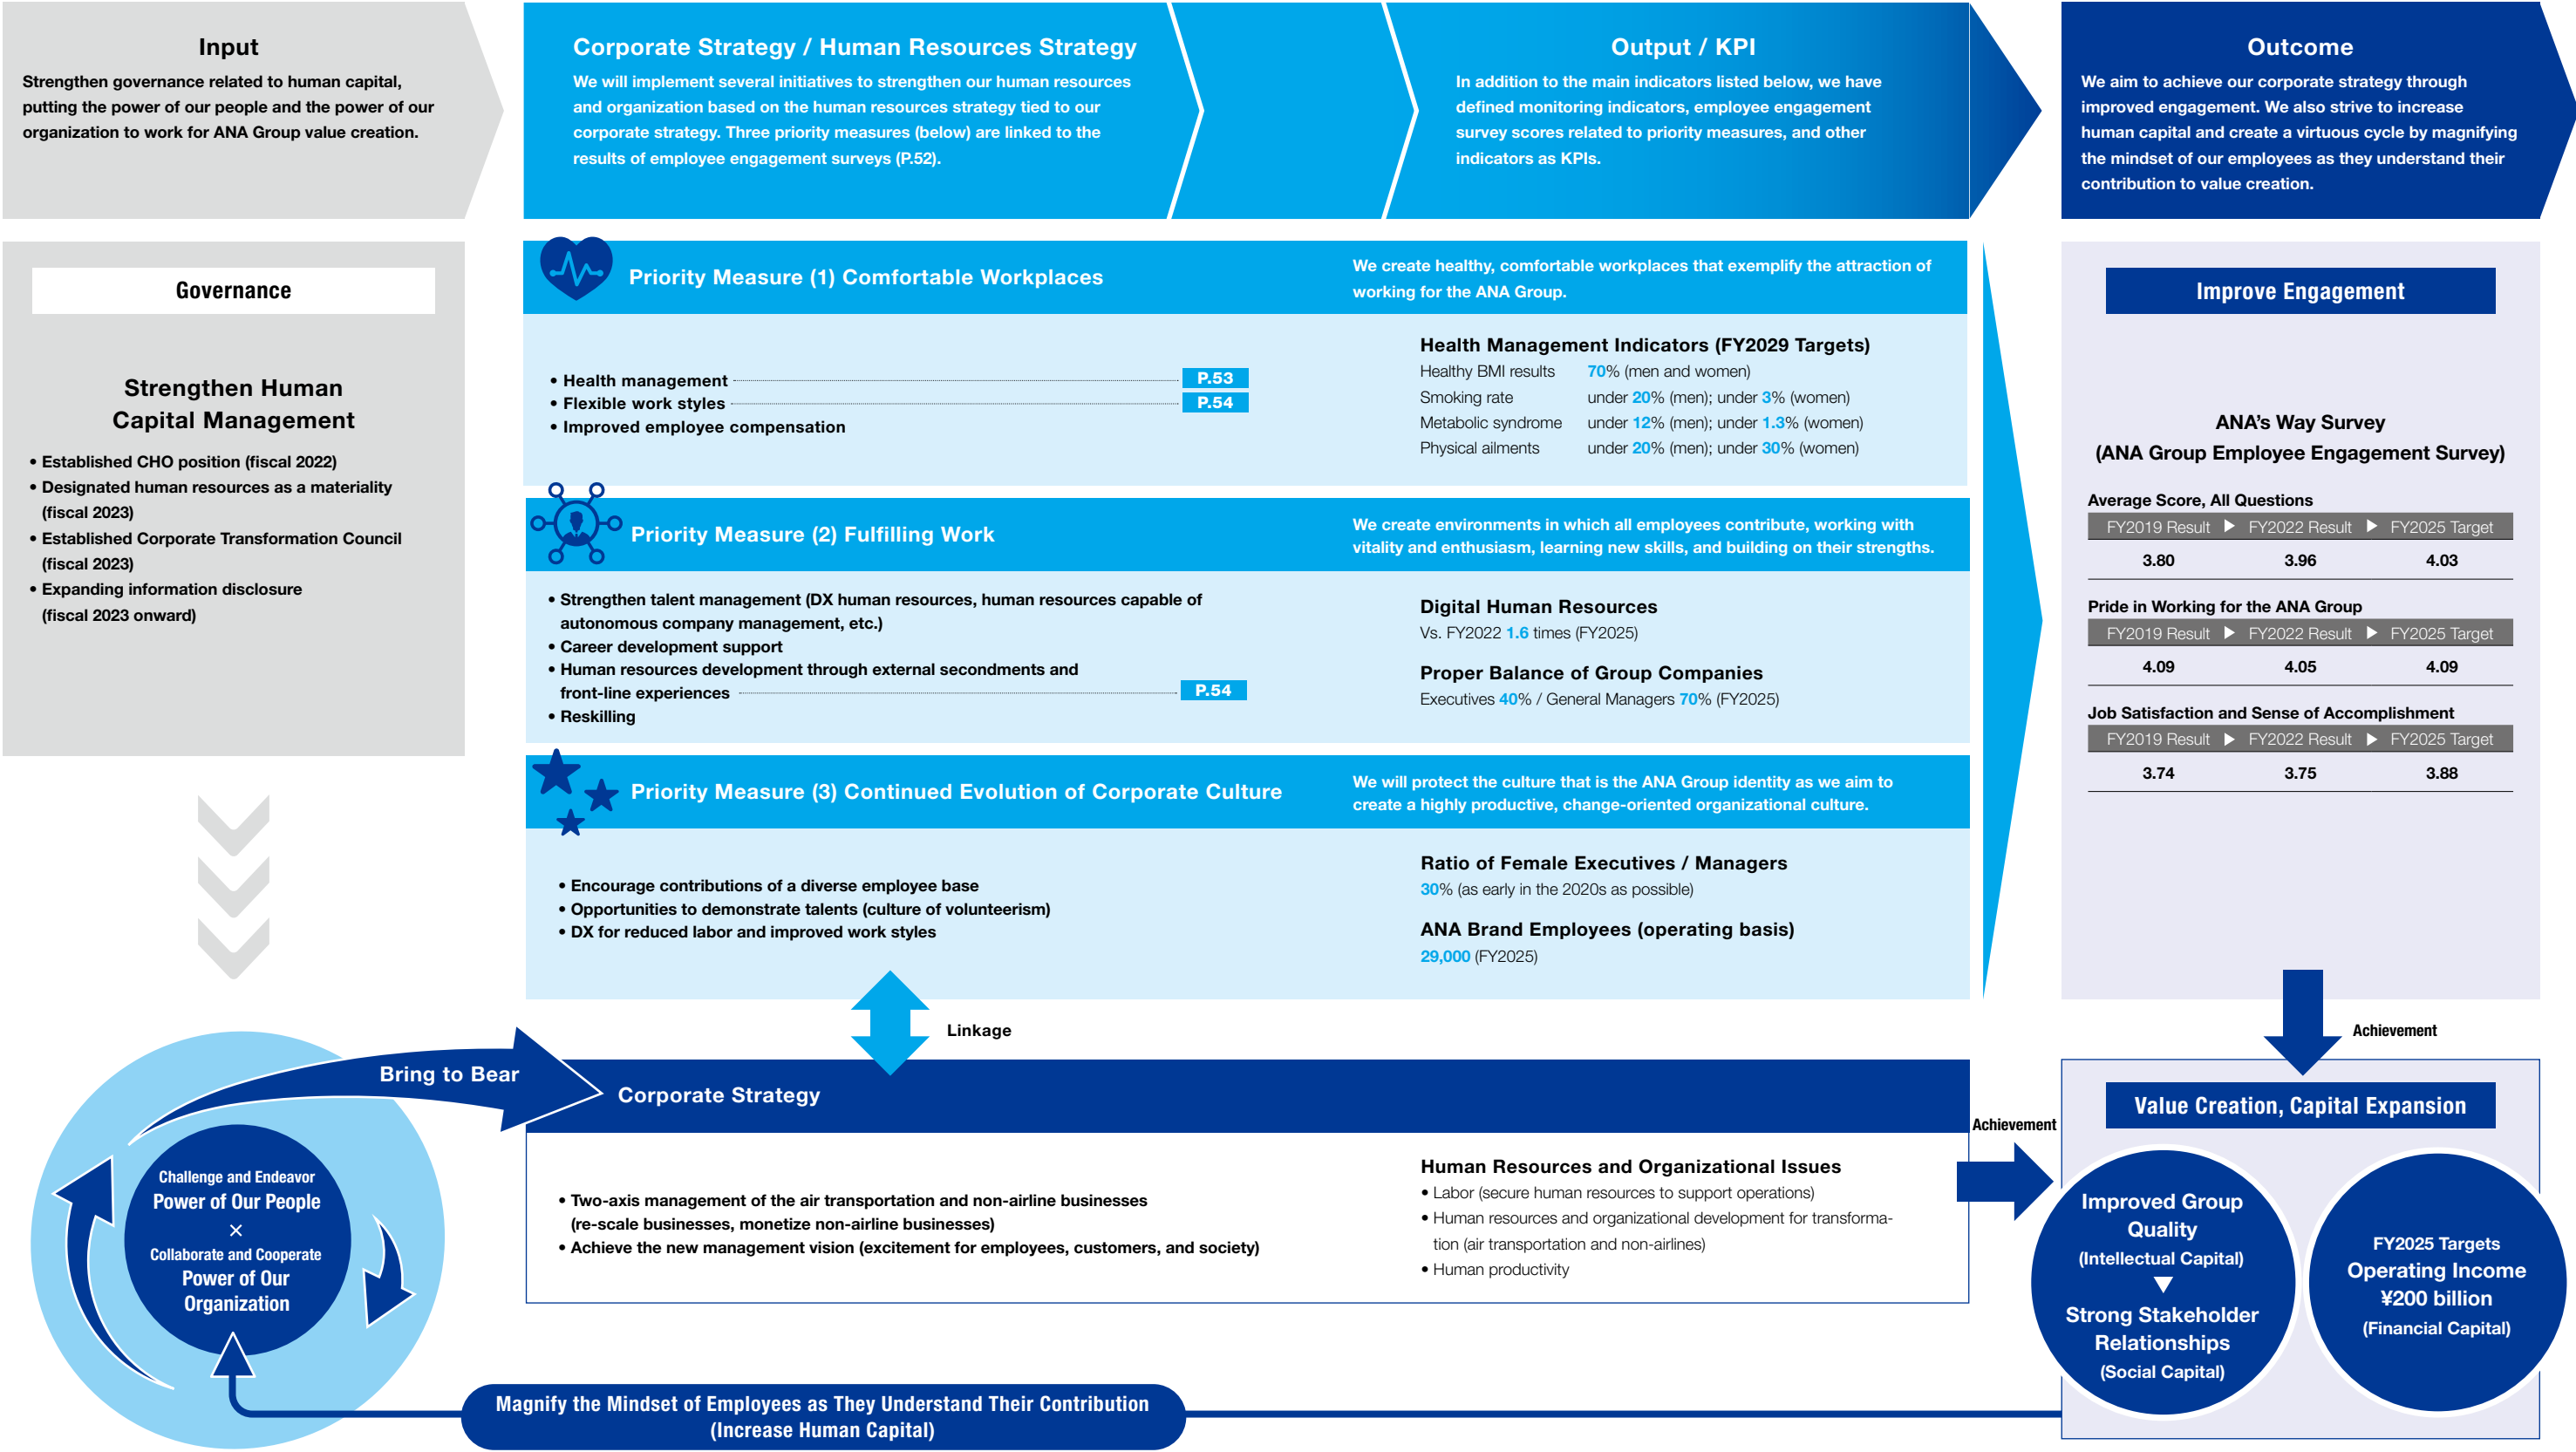 Input
Strengthen governance related to human capital,
putting the power of our people and the power of our
organization to work for ANA Group value creation.
Corporate Strategy / Human Resources Strategy
We will implement several initiatives to strengthen our human resources
and organization based on the human resources strategy tied to our
corporate strategy. Three priority measures (below) are linked to the
results of employee engagement surveys (P.52).
Output / KPI
In addition to the main indicators listed below, we have
defined monitoring indicators, employee engagement
survey scores related to priority measures, and other
indicators as KPIs.
Outcome
We aim to achieve our corporate strategy through
improved engagement. We also strive to increase
human capital and create a virtuous cycle by magnifying
the mindset of our employees as they understand their
contribution to value creation.
Governance
Strengthen Human
Capital Management
• Established CHO position (fiscal 2022)
• Designated human resources as a materiality
(fiscal 2023)
• Established Corporate Transformation Council
(fiscal 2023)
• Expanding information disclosure
(fiscal 2023 onward)
Priority Measure (1) Comfortable Workplaces
We create healthy, comfortable workplaces that exemplify the attraction of
working for the ANA Group.
• Health management P.53
• Flexible work styles P.54
• Improved employee compensation
Health Management Indicators (FY2029 Targets)
Healthy BMI results 70% (men and women)
Smoking rate under 20% (men); under 3% (women)
Metabolic syndrome under 12% (men); under 1.3% (women)
Physical ailments under 20% (men); under 30% (women)
Priority Measure (2) Fulfilling Work
We create environments in which all employees contribute, working with
vitality and enthusiasm, learning new skills, and building on their strengths.
• Strengthen talent management (DX human resources, human resources capable of
autonomous company management, etc.)
• Career development support
• Human resources development through external secondments and
front-line experiences P.54
• Reskilling
Digital Human Resources
Vs. FY2022 1.6 times (FY2025)
Proper Balance of Group Companies
Executives 40% / General Managers 70% (FY2025)
Priority Measure (3) Continued Evolution of Corporate Culture
We will protect the culture that is the ANA Group identity as we aim to
create a highly productive, change-oriented organizational culture.
• Encourage contributions of a diverse employee base
• Opportunities to demonstrate talents (culture of volunteerism)
• DX for reduced labor and improved work styles
Ratio of Female Executives / Managers
30% (as early in the 2020s as possible)
ANA Brand Employees (operating basis)
29,000 (FY2025)
Improve Engagement
ANA’s Way Survey
(ANA Group Employee Engagement Survey)
Average Score, All Questions
FY2019 Result ▶ FY2022 Result ▶ FY2025 Target
3.80 3.96 4.03
Pride in Working for the ANA Group
FY2019 Result ▶ FY2022 Result ▶ FY2025 Target
4.09 4.05 4.09
Job Satisfaction and Sense of Accomplishment
FY2019 Result ▶ FY2022 Result ▶ FY2025 Target
3.74 3.75 3.88
Linkage
Achievement
Bring to Bear
Challenge and Endeavor
Power of Our People
×
Collaborate and Cooperate
Power of Our
Organization
Corporate Strategy
• Two-axis management of the air transportation and non-airline businesses
(re-scale businesses, monetize non-airline businesses)
• Achieve the new management vision (excitement for employees, customers, and society)
Human Resources and Organizational Issues
• Labor (secure human resources to support operations)
• Human resources and organizational development for transforma-
tion (air transportation and non-airlines)
• Human productivity
Achievement
Value Creation, Capital Expansion
Improved Group
Quality
(Intellectual Capital)
▼
Strong Stakeholder
Relationships
(Social Capital)
FY2025 Targets
Operating Income
¥200 billion
(Financial Capital)
Magnify the Mindset of Employees as They Understand Their Contribution
(Increase Human Capital)